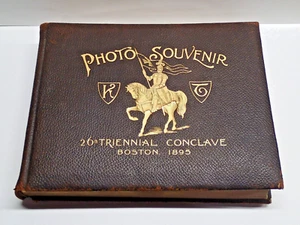 PHOTO SOUVENIR
K T
26th TRIENNIAL CONCLAVE
BOSTON 1895